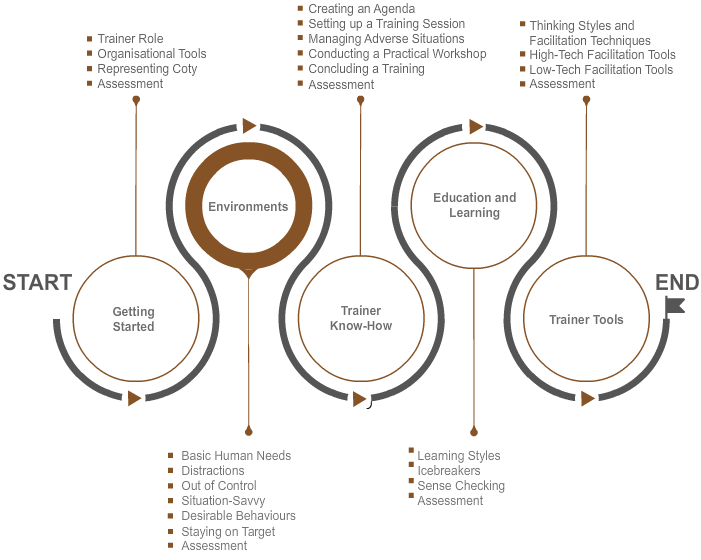 Trainer Role
Organisational Tools
Representing Coty
Assessment
Creating an Agenda
Setting up a Training Session
Managing Adverse Situations
Conducting a Practical Workshop
Concluding a Training
Assessment
Thinking Styles and
Facilitation Techniques
High-Tech Facilitation Tools
Low-Tech Facilitation Tools
Assessment
START
Getting
Started
Environments
Trainer
Know-How
Education and
Learning
Trainer Tools
END
Basic Human Needs
Distractions
Out of Control
Situation-Savvy
Desirable Behaviours
Staying on Target
Assessment
Learning Styles
Icebreakers
Sense Checking
Assessment